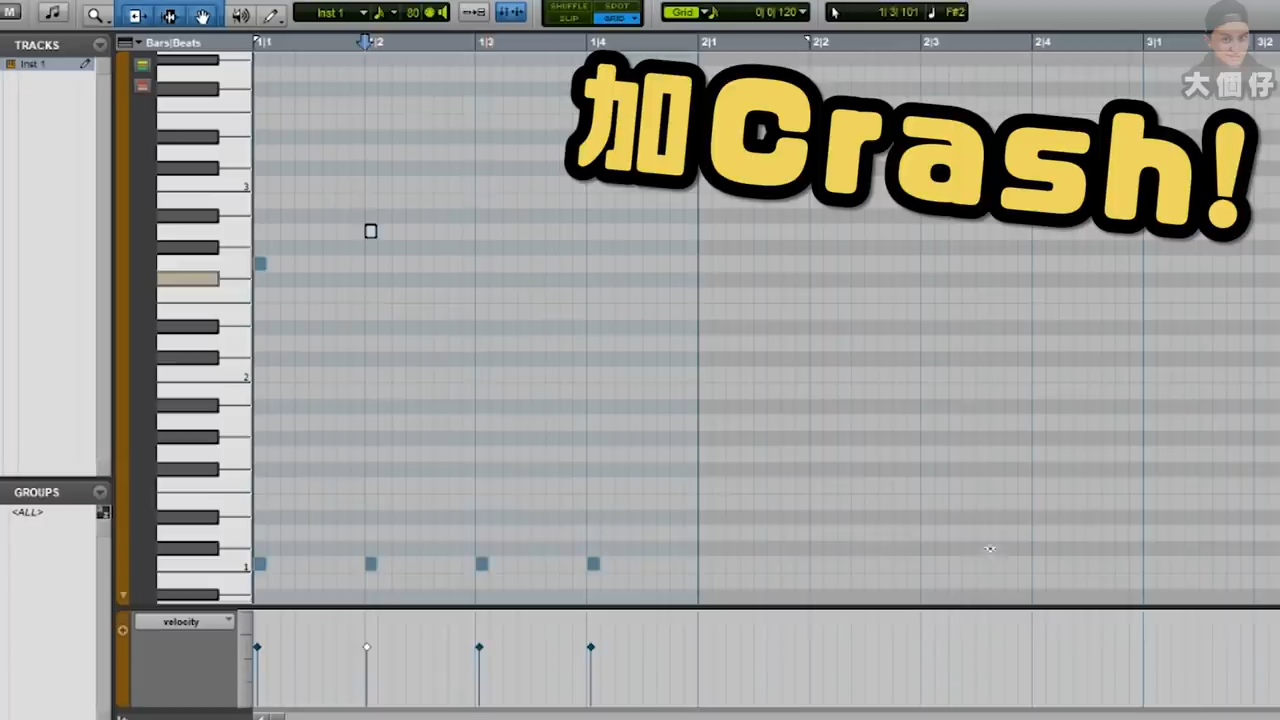 M
Inst 1
80
SHUFFLE
SPOT
SLIP
GRID
Grid
0| 0| 120
1| 3| 101
F#2
TRACKS
Bars|Beats
1|1
1|2
1|3
1|4
2|1
2|2
2|3
2|4
3|1
3|2
Inst 1
大個仔
加Crash!
3
2
GROUPS
<ALL>
1
velocity